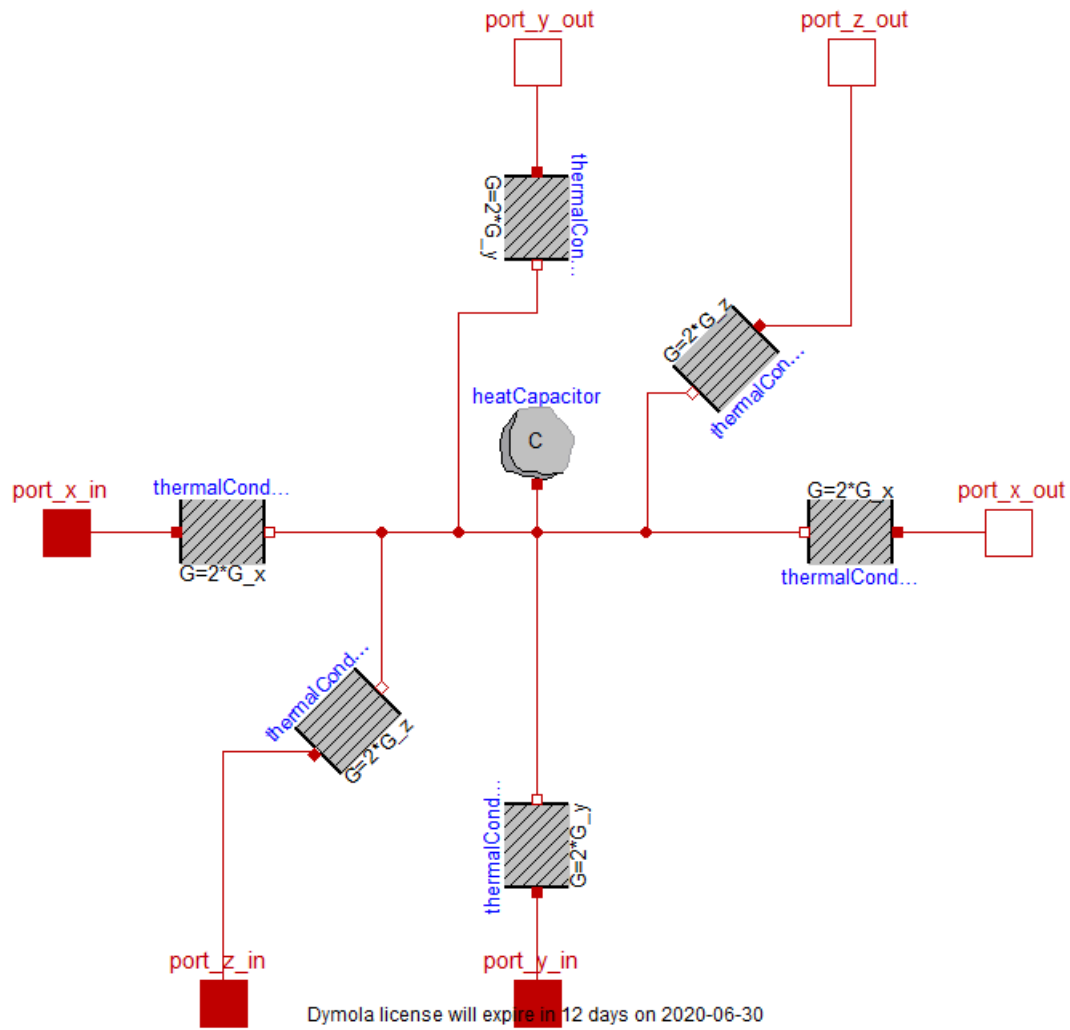 port_y_out
port_z_out
thermalCon...
G=2*G_y
G=2*G_z
thermalCon...
heatCapacitor
C
port_x_in
thermalCond...
G=2*G_x
G=2*G_x
thermalCond...
port_x_out
thermalCond...
G=2*G_z
thermalCond...
G=2*G_y
port_z_in
port_y_in
Dymola license will expire in 12 days on 2020-06-30